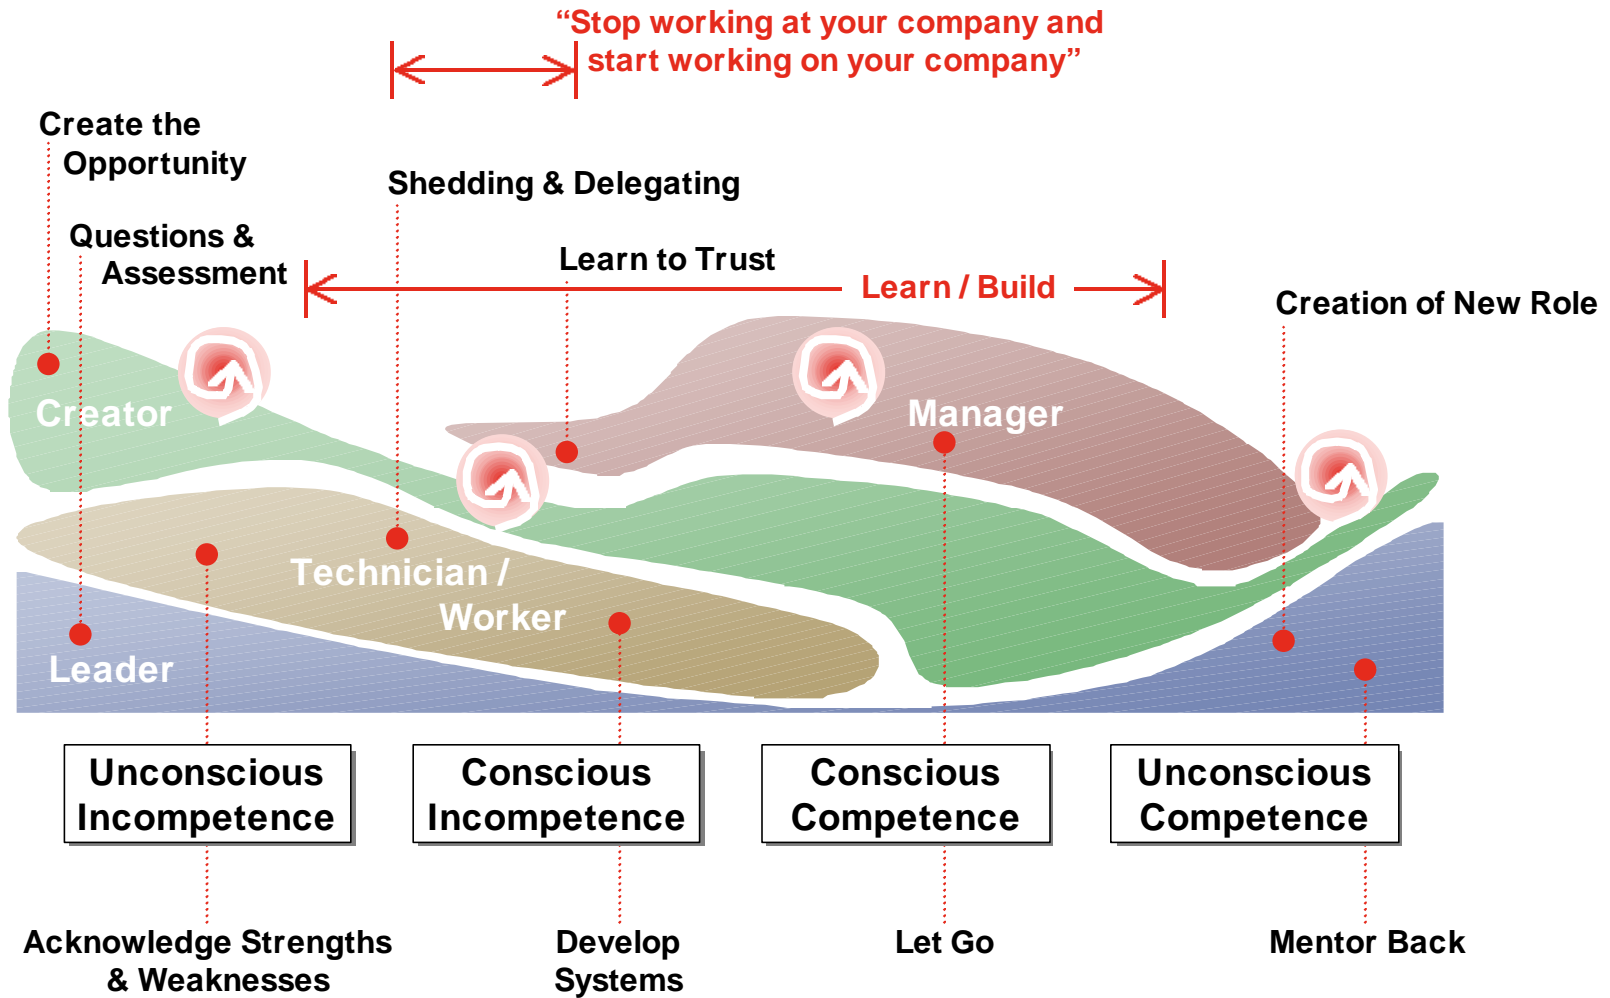 “Stop working at your company and
start working on your company”
Create the
Opportunity
Shedding & Delegating
Questions &
Assessment
Learn to Trust
Learn / Build
Creation of New Role
Creator
Manager
Technician /
Worker
Leader
Unconscious
Incompetence
Conscious
Incompetence
Conscious
Competence
Unconscious
Competence
Acknowledge Strengths
& Weaknesses
Develop
Systems
Let Go
Mentor Back